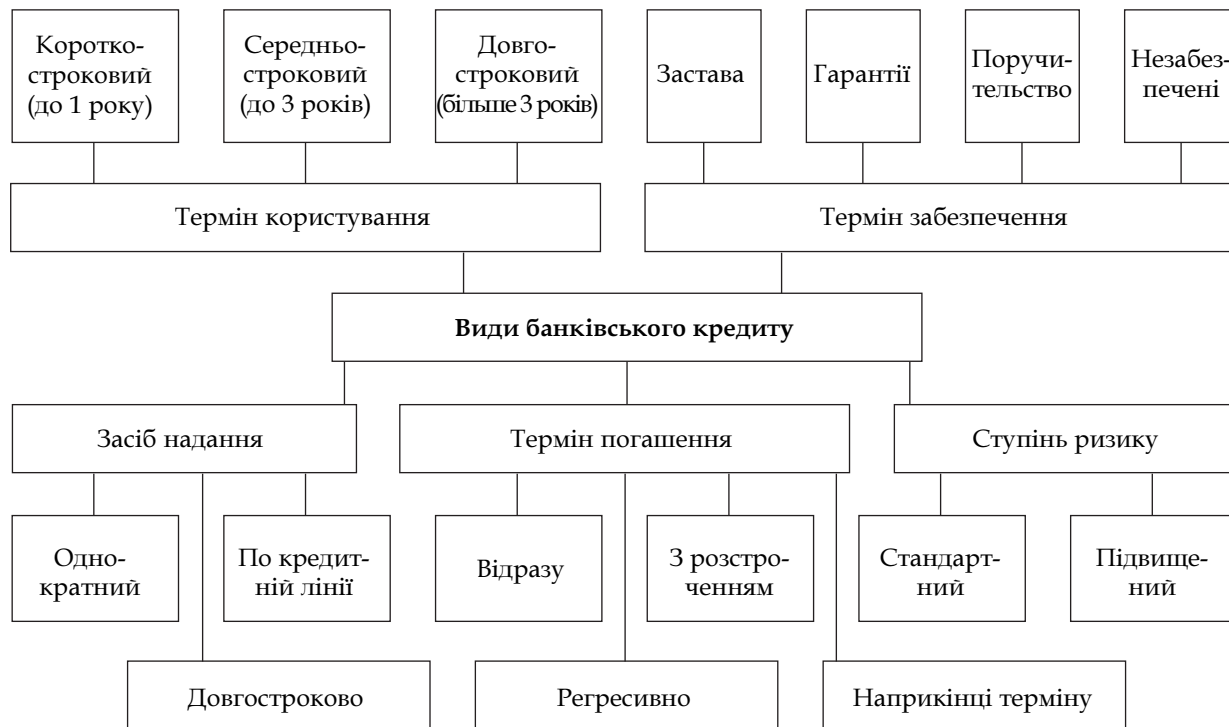 Коротко-
строковий
(до 1 року)
Середньо-
строковий
(до 3 років)
Довго-
строковий
(більше 3 років)
Застава
Гарантії
Поручи-
тельство
Незабез-
печені
Термін користування
Термін забезпечення
Види банківського кредиту
Засіб надання
Термін погашення
Ступінь ризику
Одно-
кратний
По кредит-
ній лінії
Відразу
З розстро-
ченням
Стандарт-
ний
Підвище-
ний
Довгостроково
Регресивно
Наприкінці терміну